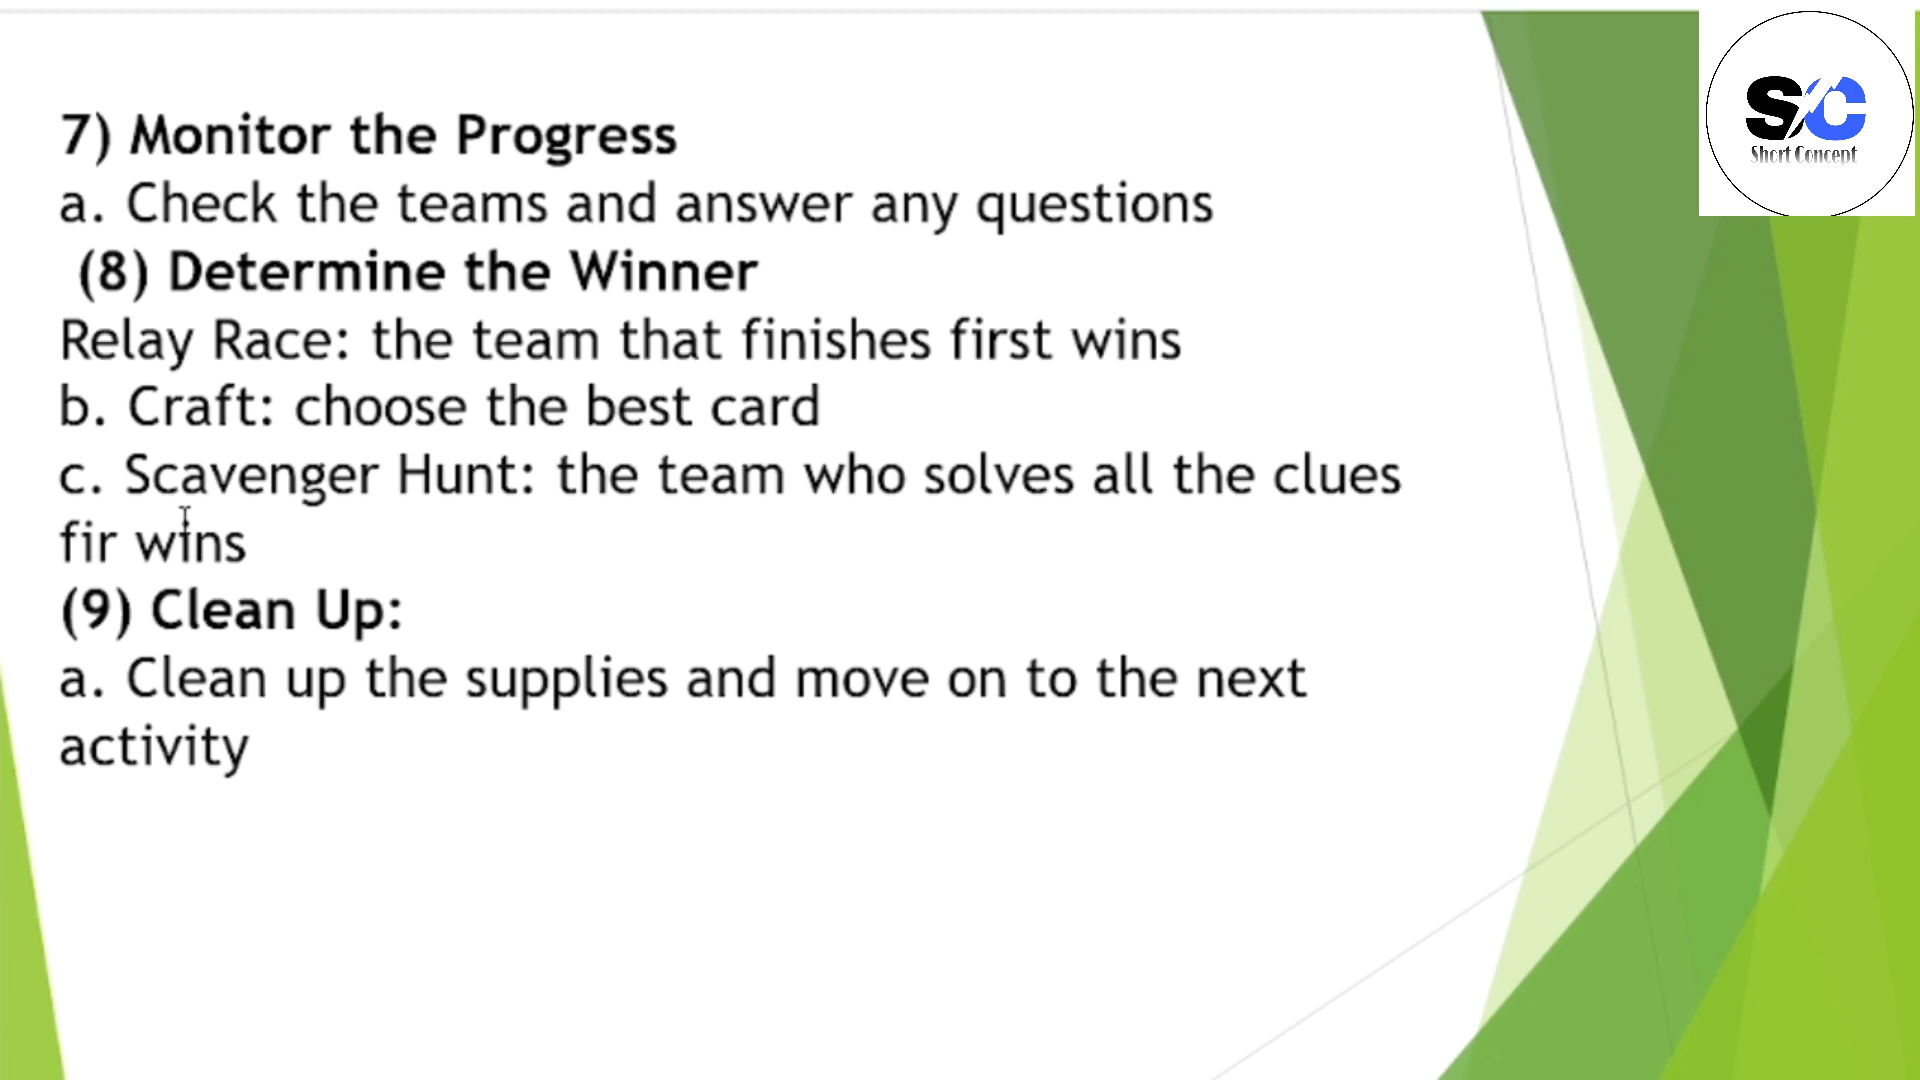 7) Monitor the Progress
a. Check the teams and answer any questions
(8) Determine the Winner
Relay Race: the team that finishes first wins
b. Craft: choose the best card
c. Scavenger Hunt: the team who solves all the clues
fir wins
(9) Clean Up:
a. Clean up the supplies and move on to the next
activity
S/C
Short Concept